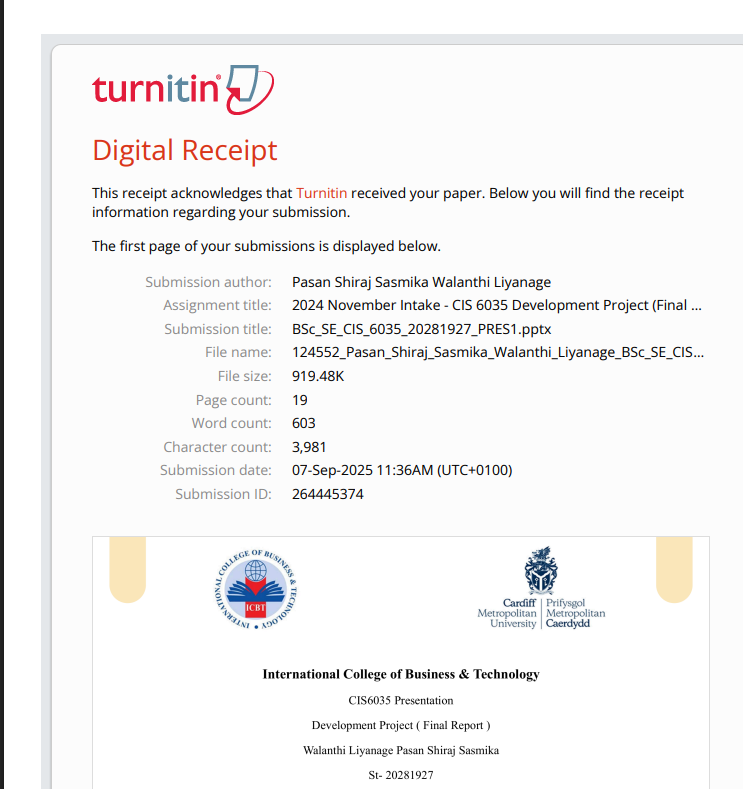 turnitin®
Digital Receipt
This receipt acknowledges that Turnitin received your paper. Below you will find the receipt
information regarding your submission.
The first page of your submissions is displayed below.
Submission author: Pasan Shiraj Sasmika Walanthi Liyanage
Assignment title: 2024 November Intake - CIS 6035 Development Project (Final ...
Submission title: BSc_SE_CIS_6035_20281927_PRES1.pptx
File name: 124552_Pasan_Shiraj_Sasmika_Walanthi_Liyanage_BSc_SE_CIS...
File size: 919.48K
Page count: 19
Word count: 603
Character count: 3,981
Submission date: 07-Sep-2025 11:36AM (UTC+0100)
Submission ID: 264445374
INTERNATIONAL COLLEGE OF BUSINESS & TECHNOLOGY
ICBT
Cardiff Metropolitan University
Prifysgol Metropolitan Caerdydd
International College of Business & Technology
CIS6035 Presentation
Development Project ( Final Report )
Walanthi Liyanage Pasan Shiraj Sasmika
St- 20281927